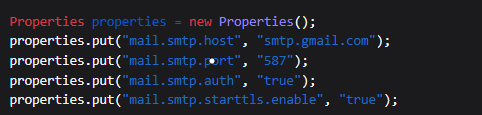 Properties properties = new Properties();
properties.put("mail.smtp.host", "smtp.gmail.com");
properties.put("mail.smtp.port", "587");
properties.put("mail.smtp.auth", "true");
properties.put("mail.smtp.starttls.enable", "true");